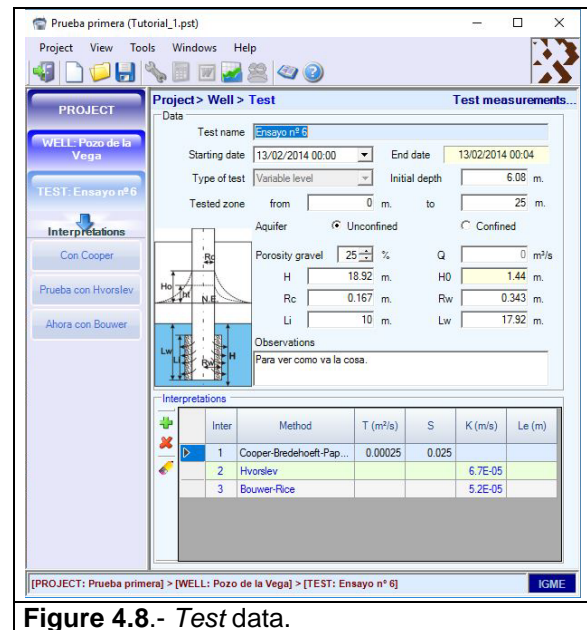 Prueba primera (Tutorial_1.pst)
Project View Tools Windows Help
PROJECT
WELL: Pozo de la Vega
TEST: Ensayo nº 6
Interpretations
Con Cooper
Prueba con Hvorslev
Ahora con Bouwer
Project> Well > Test Test measurements...
Data
Test name Ensayo nº 6
Starting date 13/02/2014 00:00 End date 13/02/2014 00:04
Type of test Variable level Initial depth 6.08 m.
Tested zone from 0 m. to 25 m.
Aquifer Unconfined Confined
Porosity gravel 25 % Q 0 m³/s
H 18.92 m. H0 1.44 m.
Rc 0.167 m. Rw 0.343 m.
Li 10 m. Lw 17.92 m.
Rc
Ho
ht
N.E.
Lw
Li
Rw
H
Observations
Para ver como va la cosa.
Interpretations
Inter Method T (m²/s) S K (m/s) Le (m)
1 Cooper-Bredehoeft-Pap... 0.00025 0.025
2 Hvorslev 6.7E-05
3 Bouwer-Rice 5.2E-05
[PROJECT: Prueba primera] > [WELL: Pozo de la Vega] > [TEST: Ensayo nº 6] IGME
Figure 4.8.- Test data.